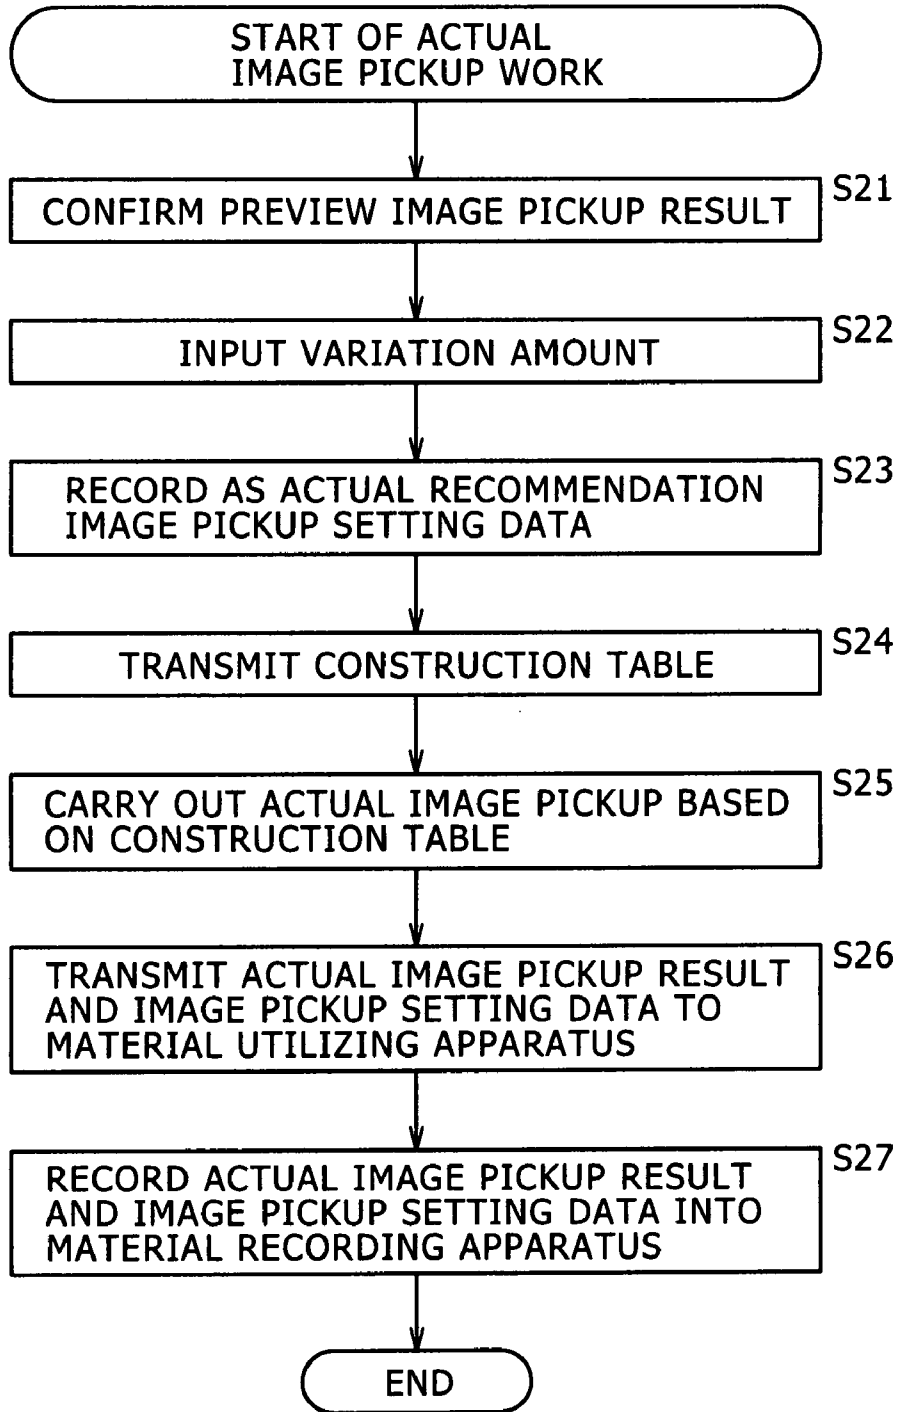 START OF ACTUAL
IMAGE PICKUP WORK
S21
CONFIRM PREVIEW IMAGE PICKUP RESULT
S22
INPUT VARIATION AMOUNT
S23
RECORD AS ACTUAL RECOMMENDATION
IMAGE PICKUP SETTING DATA
S24
TRANSMIT CONSTRUCTION TABLE
S25
CARRY OUT ACTUAL IMAGE PICKUP BASED
ON CONSTRUCTION TABLE
S26
TRANSMIT ACTUAL IMAGE PICKUP RESULT
AND IMAGE PICKUP SETTING DATA TO
MATERIAL UTILIZING APPARATUS
S27
RECORD ACTUAL IMAGE PICKUP RESULT
AND IMAGE PICKUP SETTING DATA INTO
MATERIAL RECORDING APPARATUS
END